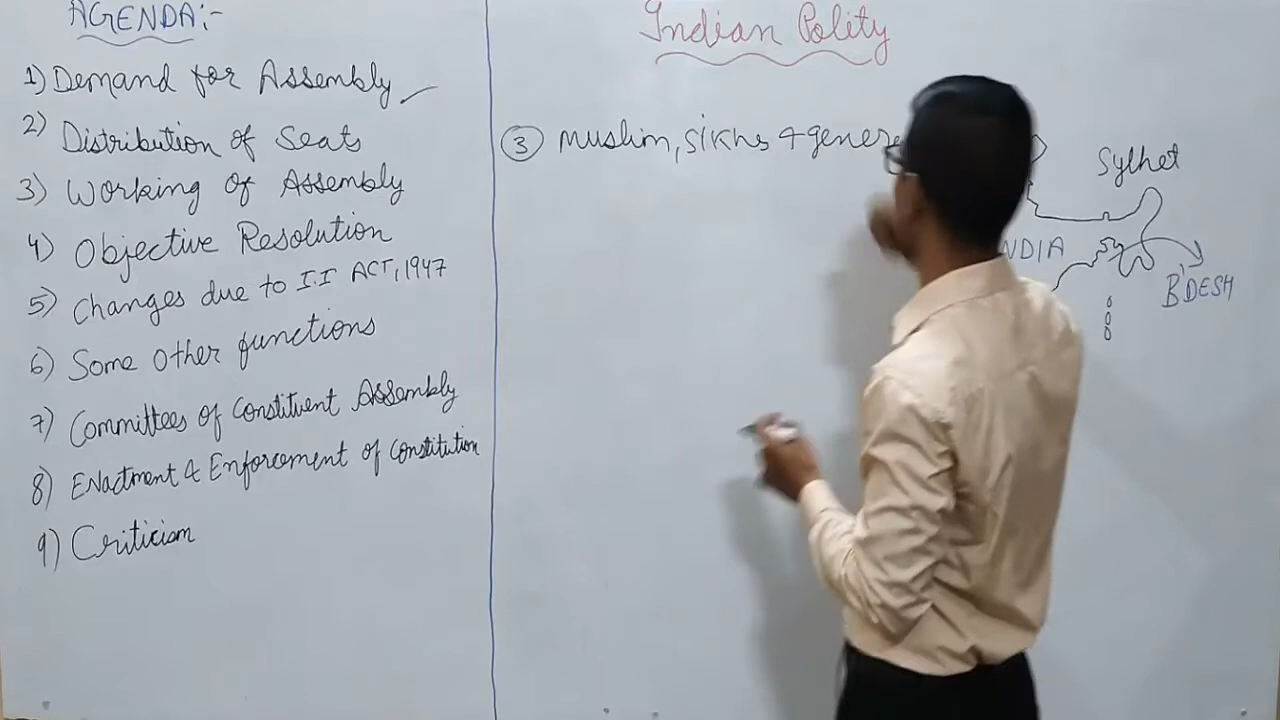 AGENDA:-
1) Demand for Assembly
2) Distribution of Seats
3) Working of Assembly
4) Objective Resolution
5) Changes due to I.I ACT, 1947
6) Some other functions
7) Committees of Constituent Assembly
8) Enactment & Enforcement of Constitution
9) Criticism
Indian Polity
3 Muslim, Sikhs &
Sylhet
NDIA
B'DESH